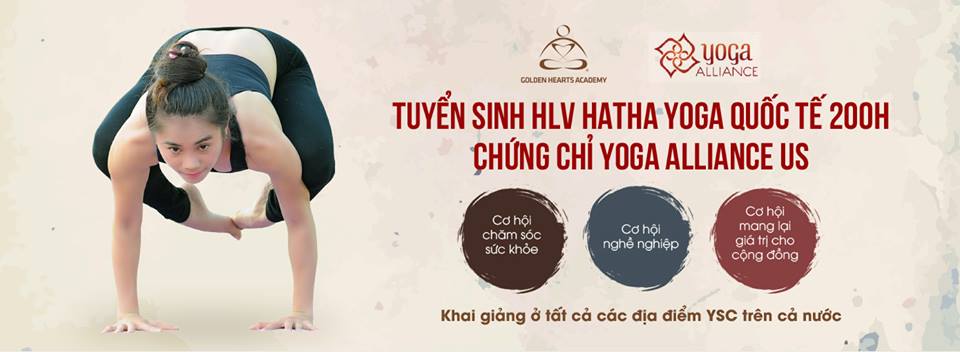 GOLDEN HEARTS ACADEMY
yoga
ALLIANCE
TUYỂN SINH HLV HATHA YOGA QUỐC TẾ 200H
CHỨNG CHỈ YOGA ALLIANCE US
Cơ hội
chăm sóc
sức khỏe
Cơ hội
nghề nghiệp
Cơ hội
mang lại
giá trị cho
cộng đồng
Khai giảng ở tất cả các địa điểm YSC trên cả nước